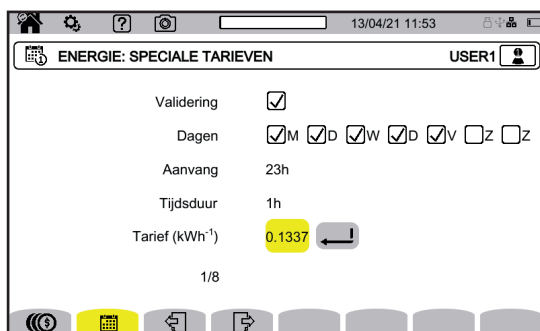 13/04/21 11:53
ENERGIE: SPECIALE TARIEVEN USER1
Validering
Dagen M D W D V Z Z
Aanvang 23h
Tijdsduur 1h
Tarief (kWh⁻¹) 0.1337
1/8